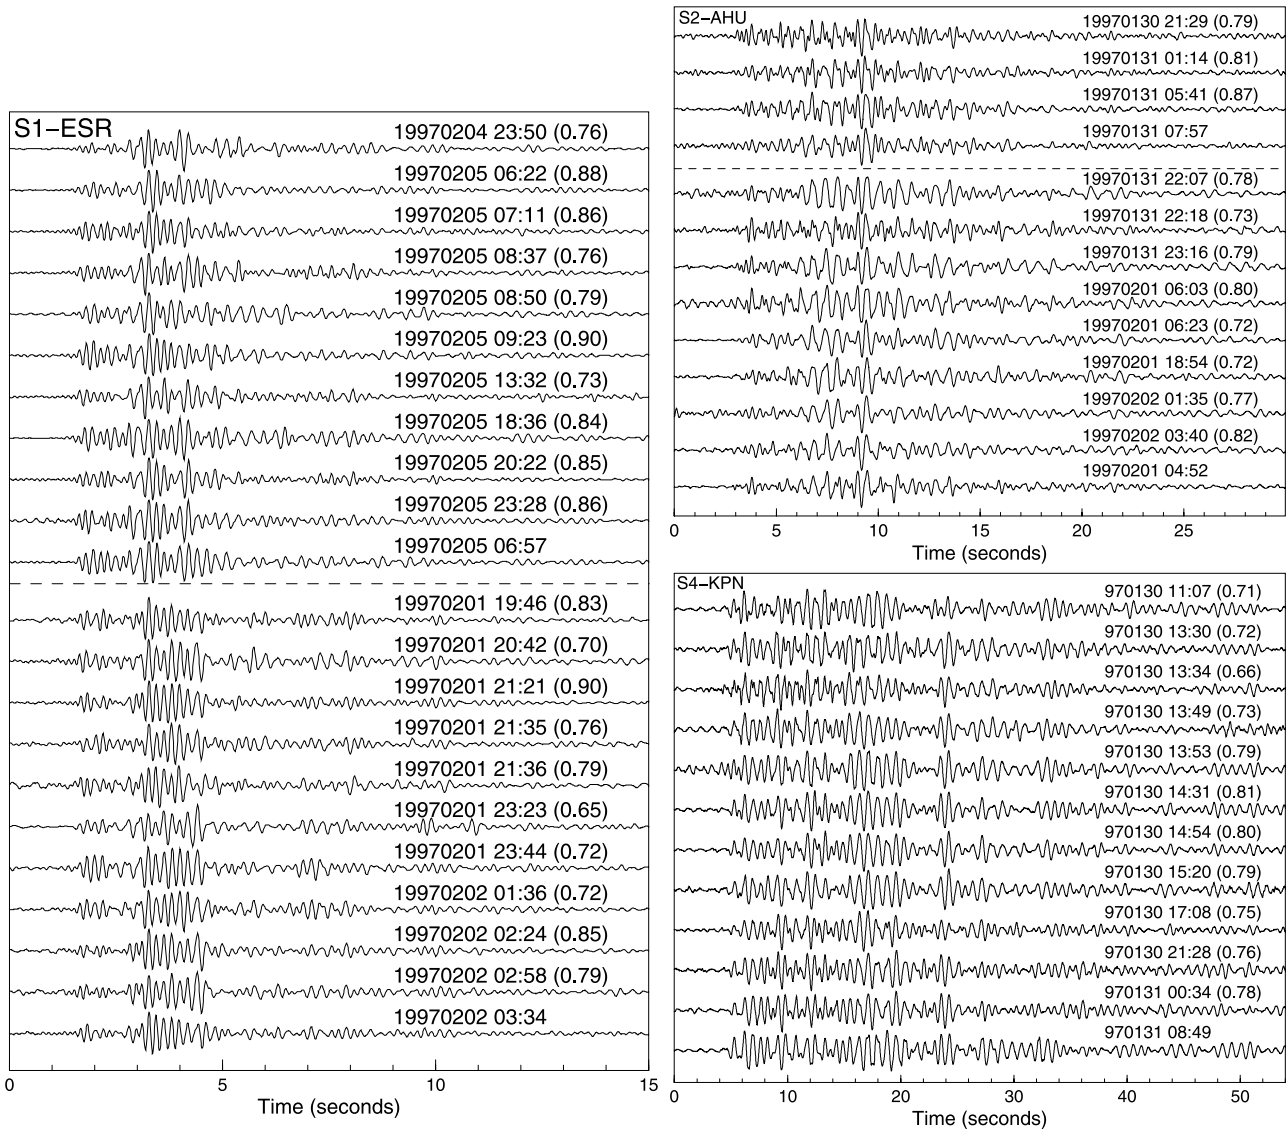 S1–ESR
19970204 23:50 (0.76)
19970205 06:22 (0.88)
19970205 07:11 (0.86)
19970205 08:37 (0.76)
19970205 08:50 (0.79)
19970205 09:23 (0.90)
19970205 13:32 (0.73)
19970205 18:36 (0.84)
19970205 20:22 (0.85)
19970205 23:28 (0.86)
19970205 06:57
19970201 19:46 (0.83)
19970201 20:42 (0.70)
19970201 21:21 (0.90)
19970201 21:35 (0.76)
19970201 21:36 (0.79)
19970201 23:23 (0.65)
19970201 23:44 (0.72)
19970202 01:36 (0.72)
19970202 02:24 (0.85)
19970202 02:58 (0.79)
19970202 03:34
0 5 10 15
Time (seconds)
S2–AHU
19970130 21:29 (0.79)
19970131 01:14 (0.81)
19970131 05:41 (0.87)
19970131 07:57
19970131 22:07 (0.78)
19970131 22:18 (0.73)
19970131 23:16 (0.79)
19970201 06:03 (0.80)
19970201 06:23 (0.72)
19970201 18:54 (0.72)
19970202 01:35 (0.77)
19970202 03:40 (0.82)
19970201 04:52
0 5 10 15 20 25
Time (seconds)
S4–KPN
970130 11:07 (0.71)
970130 13:30 (0.72)
970130 13:34 (0.66)
970130 13:49 (0.73)
970130 13:53 (0.79)
970130 14:31 (0.81)
970130 14:54 (0.80)
970130 15:20 (0.79)
970130 17:08 (0.75)
970130 21:28 (0.76)
970131 00:34 (0.78)
970131 08:49
0 10 20 30 40 50
Time (seconds)